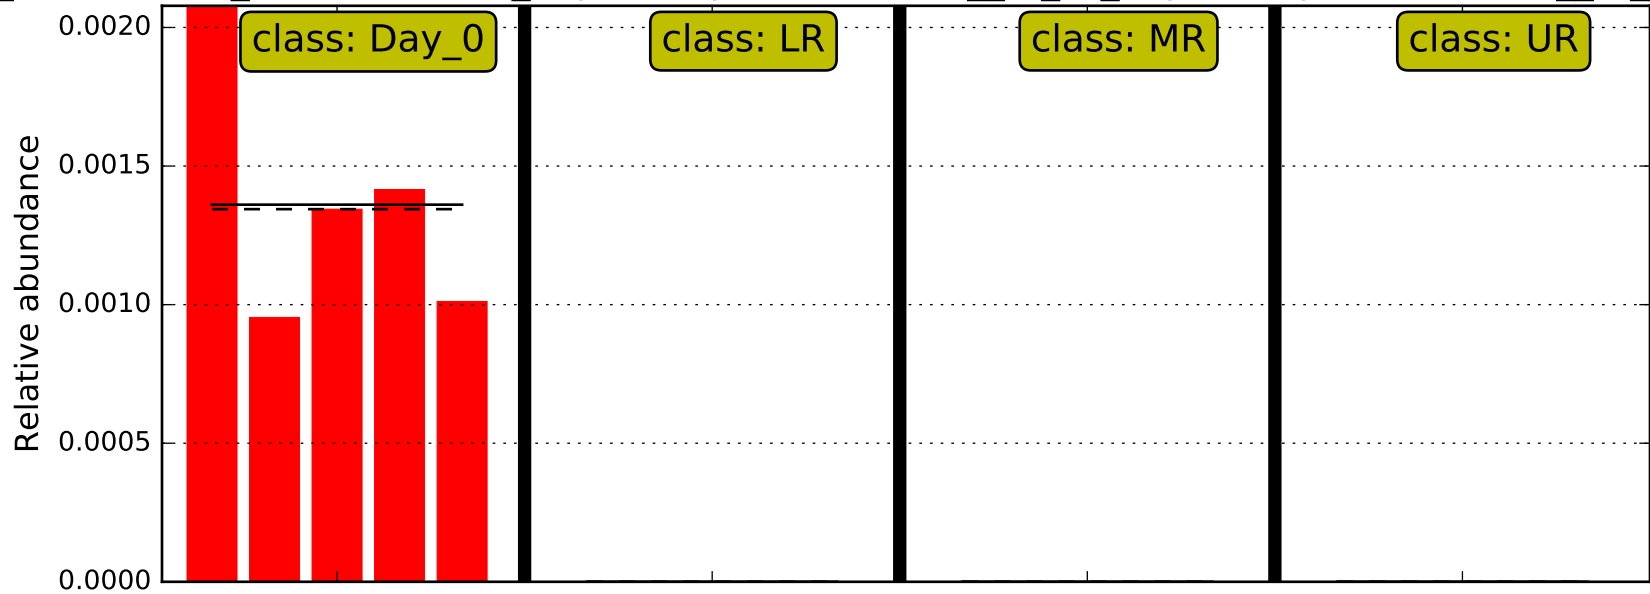 class: Day_0
class: LR
class: MR
class: UR
Relative abundance
0.0020
0.0015
0.0010
0.0005
0.0000